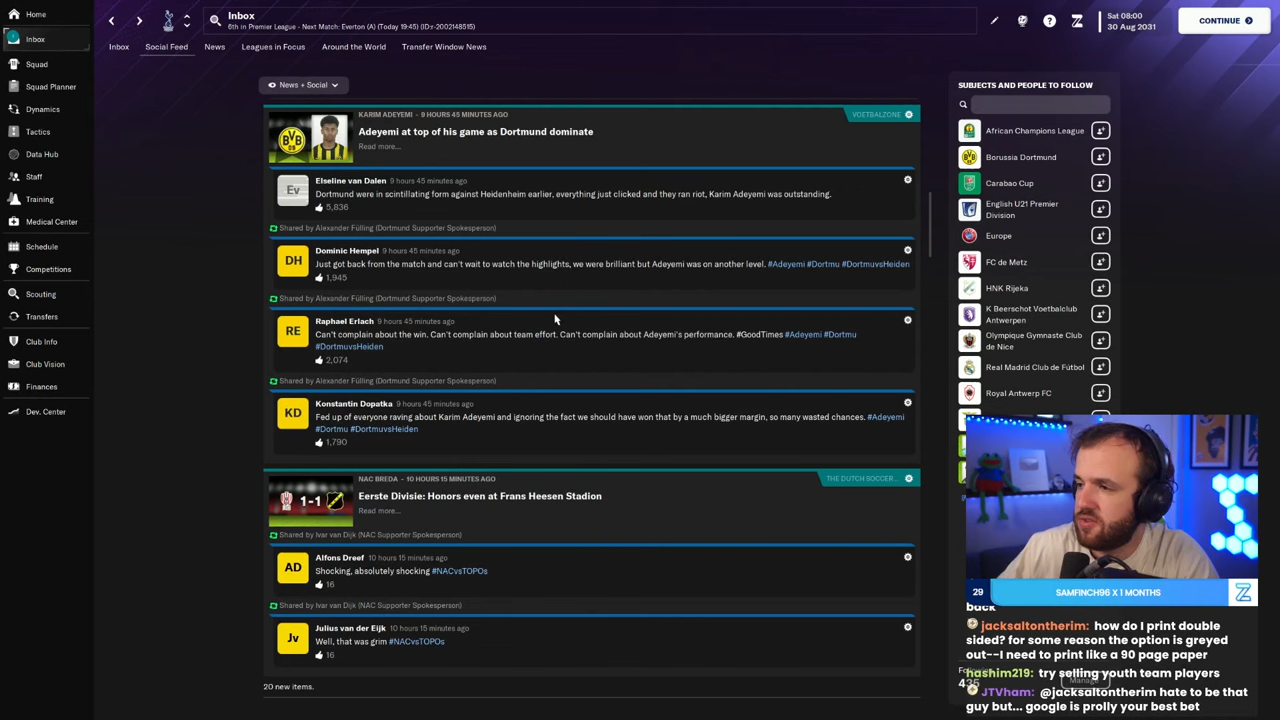 Home
Inbox
Squad
Squad Planner
Dynamics
Tactics
Data Hub
Staff
Training
Medical Center
Schedule
Competitions
Scouting
Transfers
Club Info
Club Vision
Finances
Dev. Center
Inbox
6th in Premier League - Next Match: Everton (A) (Today 19:45) (ID:r-2002148515)
Sat 08:00
30 Aug 2031
CONTINUE
Inbox
Social Feed
News
Leagues in Focus
Around the World
Transfer Window News
News + Social
KARIM ADEYEMI - 9 HOURS 45 MINUTES AGO
VOETBALZONE
Adeyemi at top of his game as Dortmund dominate
Read more...
Ev
Elseline van Dalen 9 hours 45 minutes ago
Dortmund were in scintillating form against Heidenheim earlier, everything just clicked and they ran riot, Karim Adeyemi was outstanding.
5,836
Shared by Alexander Fülling (Dortmund Supporter Spokesperson)
DH
Dominic Hempel 9 hours 45 minutes ago
Just got back from the match and can't wait to watch the highlights, we were brilliant but Adeyemi was on another level. #Adeyemi #Dortmu #DortmuvsHeiden
1,945
Shared by Alexander Fülling (Dortmund Supporter Spokesperson)
RE
Raphael Erlach 9 hours 45 minutes ago
Can't complain about the win. Can't complain about team effort. Can't complain about Adeyemi's performance. #GoodTimes #Adeyemi #Dortmu
#DortmuvsHeiden
2,074
Shared by Alexander Fülling (Dortmund Supporter Spokesperson)
KD
Konstantin Dopatka 9 hours 45 minutes ago
Fed up of everyone raving about Karim Adeyemi and ignoring the fact we should have won that by a much bigger margin, so many wasted chances. #Adeyemi
#Dortmu #DortmuvsHeiden
1,790
NAC BREDA - 10 HOURS 15 MINUTES AGO
THE DUTCH SOCCER...
1-1
Eerste Divisie: Honors even at Frans Heesen Stadion
Read more...
Shared by Ivar van Dijk (NAC Supporter Spokesperson)
AD
Alfons Dreef 10 hours 15 minutes ago
Shocking, absolutely shocking #NACvsTOPOs
16
Shared by Ivar van Dijk (NAC Supporter Spokesperson)
Jv
Julius van der Eijk 10 hours 15 minutes ago
Well, that was grim #NACvsTOPOs
16
20 new items.
SUBJECTS AND PEOPLE TO FOLLOW
African Champions League
Borussia Dortmund
Carabao Cup
English U21 Premier
Division
Europe
FC de Metz
HNK Rijeka
K Beerschot Voetbalclub
Antwerpen
Olympique Gymnaste Club
de Nice
Real Madrid Club de Fútbol
Royal Antwerp FC
29
SAMFINCH96 X 1 MONTHS
back
jacksaltontherim: how do I print double
sided? for some reason the option is greyed
out--I need to print like a 90 page paper
hashim219: try selling youth team players
Manage
JTVham: @jacksaltontherim hate to be that
guy but... google is prolly your best bet